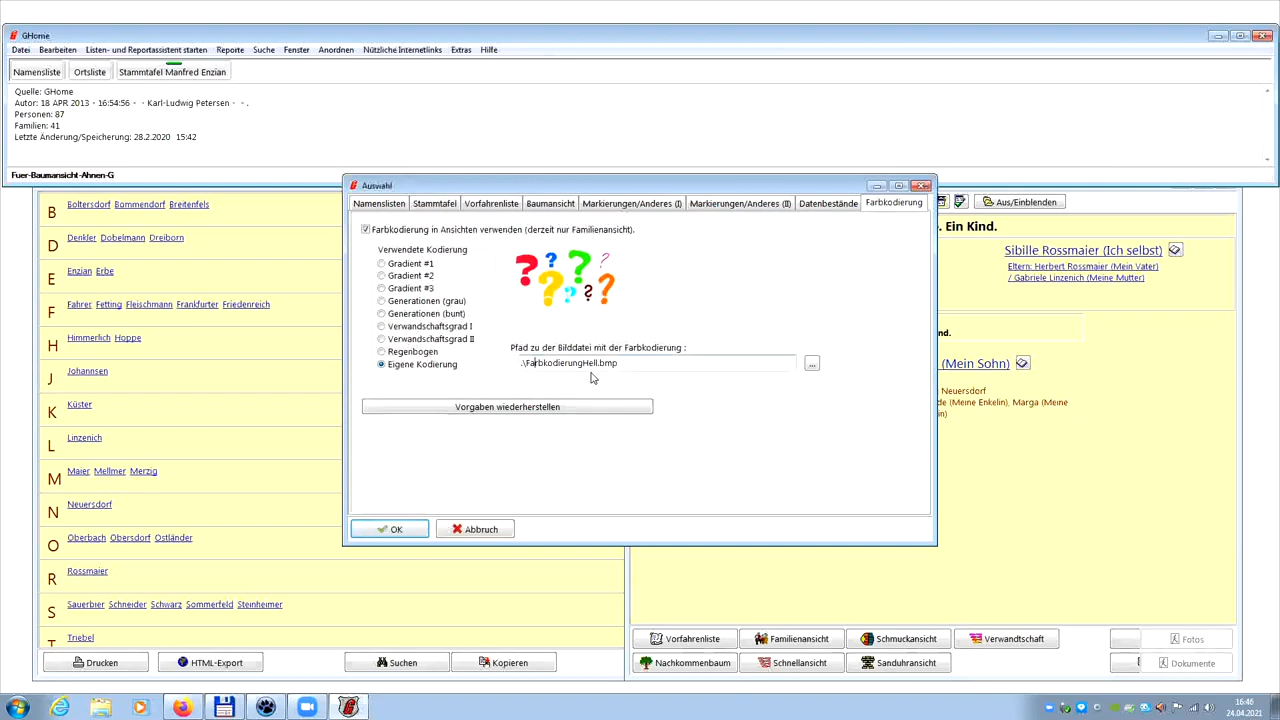 GHome
Datei Bearbeiten Listen- und Reportassistent starten Reporte Suche Fenster Anordnen Nützliche Internetlinks Extras Hilfe
Namensliste Ortsliste Stammtafel Manfred Enzian
Quelle: GHome
Autor: 18 APR 2013 - 16:54:56 - - Karl-Ludwig Petersen - - .
Personen: 87
Familien: 41
Letzte Änderung/Speicherung: 28.2.2020 15:42
Fuer-Baumansicht-Ahnen-G
B Boltersdorf Bommendorf Breitenfels
D Denkler Dobelmann Dreiborn
E Enzian Erbe
F Fahrer Fetting Fleischmann Frankfurter Friedenreich
H Himmerlich Hoppe
J Johannsen
K Küster
L Linzenich
M Maier Mellmer Merzig
N Neuersdorf
O Oberbach Obersdorf Ostländer
R Rossmaier
S Sauerbier Schneider Schwarz Sommerfeld Steinheimer
T Triebel
Drucken HTML-Export Suchen Kopieren
Auswahl
Namenslisten Stammtafel Vorfahrenliste Baumansicht Markierungen/Anderes (I) Markierungen/Anderes (II) Datenbestände Farbkodierung
Farbkodierung in Ansichten verwenden (derzeit nur Familienansicht).
Verwendete Kodierung
Gradient #1
Gradient #2
Gradient #3
Generationen (grau)
Generationen (bunt)
Verwandschaftsgrad I
Verwandschaftsgrad II
Regenbogen
Eigene Kodierung
? ? ? ? ? ? ? ?
Pfad zu der Bilddatei mit der Farbkodierung :
.\FarbkodierungHell.bmp
...
Vorgaben wiederherstellen
OK Abbruch
Aus/Einblenden
. Ein Kind.
Sibille Rossmaier (Ich selbst)
Eltern: Herbert Rossmaier (Mein Vater)
/ Gabriele Linzenich (Meine Mutter)
nd.
(Mein Sohn)
Neuersdorf
de (Meine Enkelin), Marga (Meine
n)
Vorfahrenliste Familienansicht Schmuckansicht Verwandtschaft Fotos
Nachkommenbaum Schnellansicht Sanduhransicht Dokumente
16:46
24.04.2021